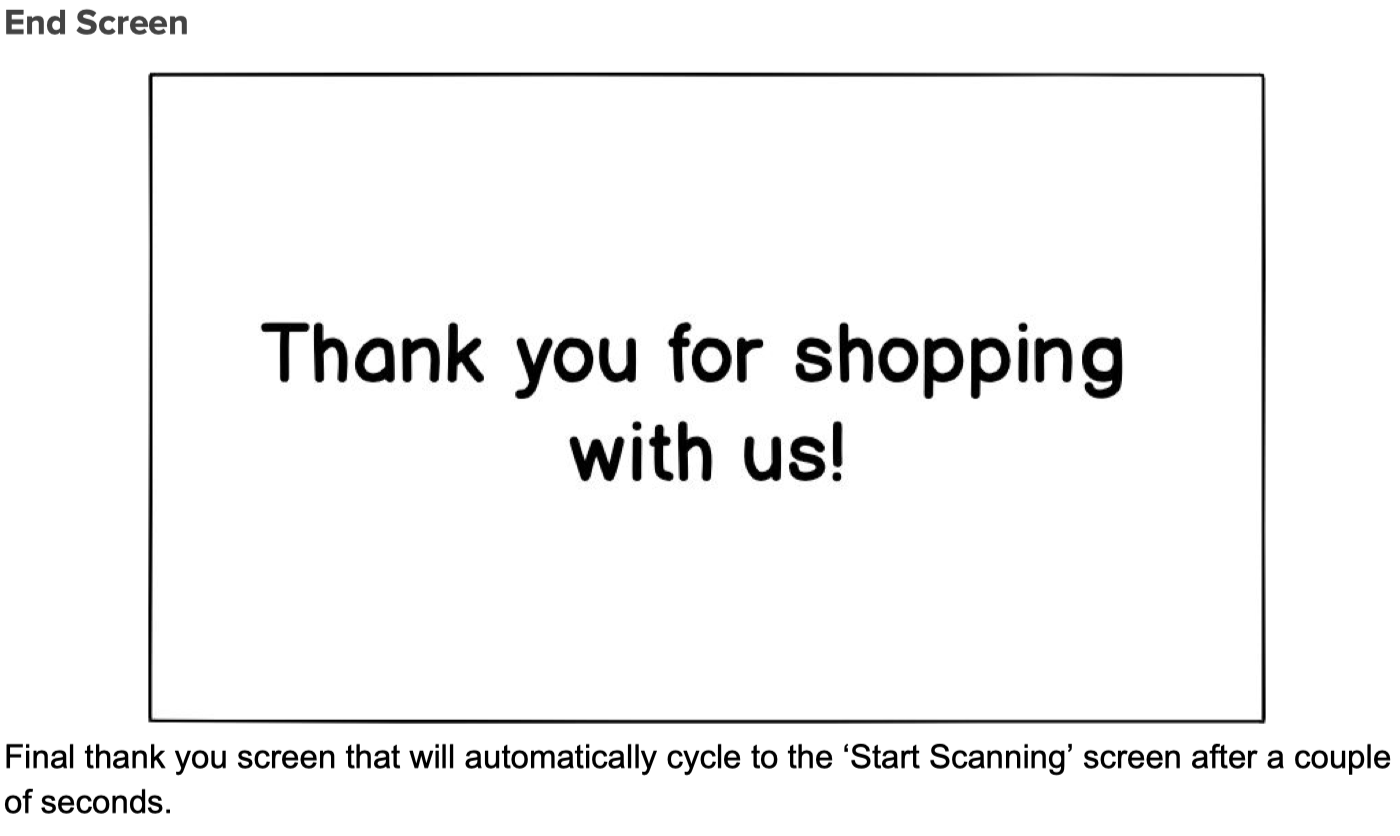 End Screen
Thank you for shopping
with us!
Final thank you screen that will automatically cycle to the ‘Start Scanning’ screen after a couple
of seconds.